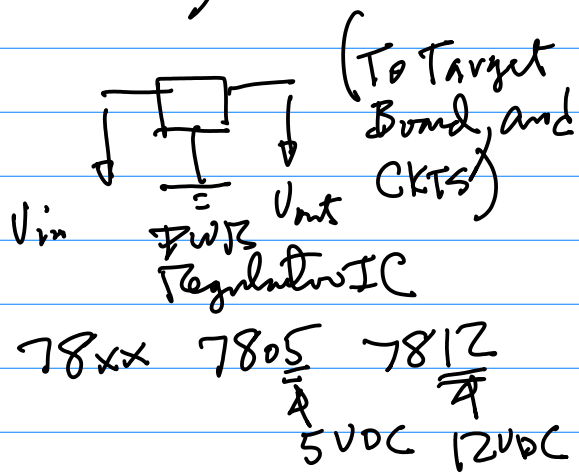 (To Target
Board, and
CKTS)
Vin
Vout
PWR
Regulator IC
78xx 7805 7812
5VDC 12VDC